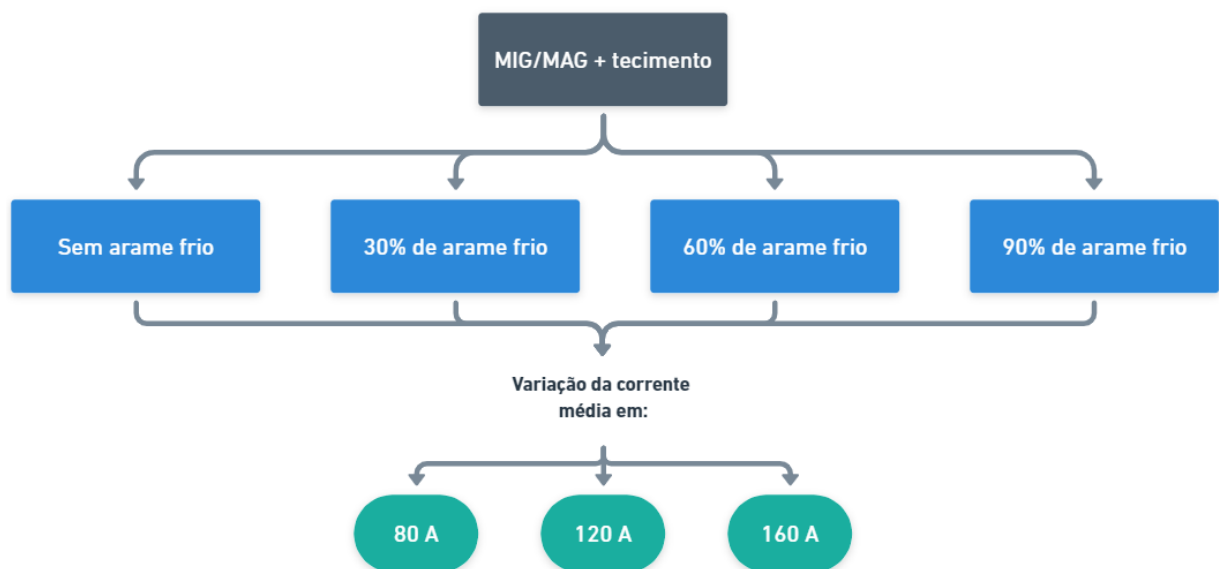 MIG/MAG + tecimento
Sem arame frio
30% de arame frio
60% de arame frio
90% de arame frio
Variação da corrente
média em:
80 A
120 A
160 A